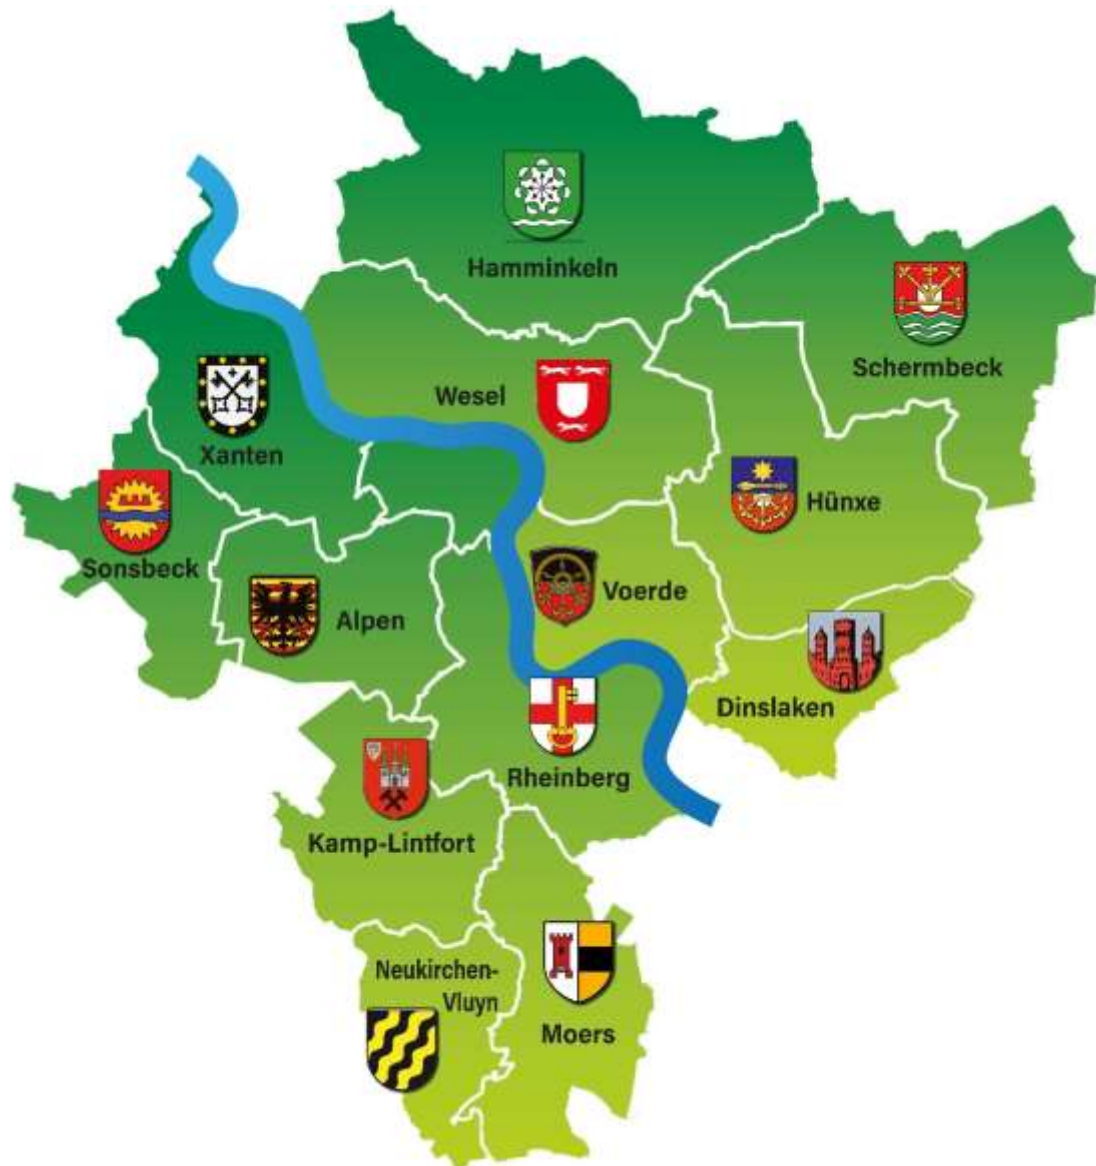 Hamminkeln
Schermbeck
Wesel
Xanten
Hünxe
Sonsbeck
Voerde
Alpen
Dinslaken
Rheinberg
Kamp-Lintfort
Neukirchen-
Vluyn
Moers